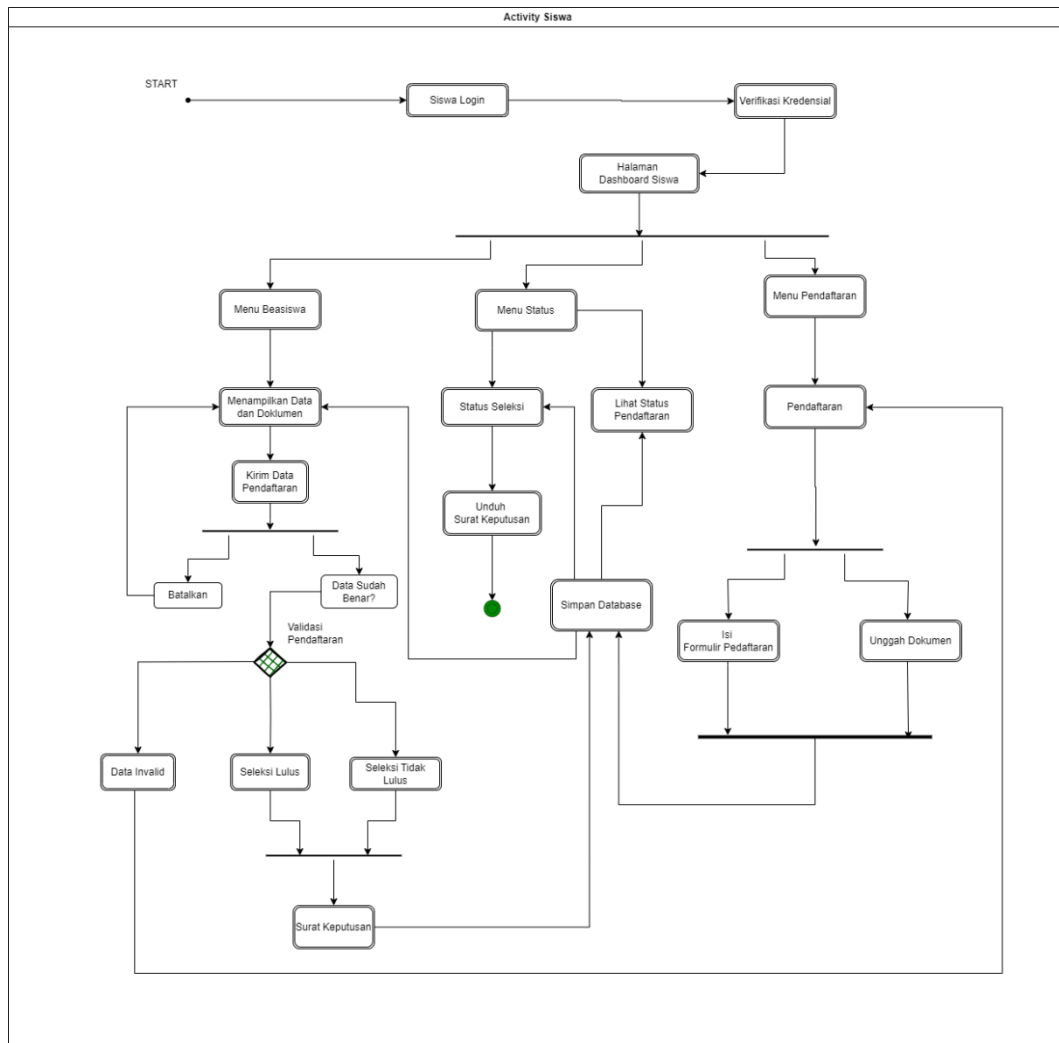 Activity Siswa
START
Siswa Login
Verifikasi Kredensial
Halaman
Dashboard Siswa
Menu Beasiswa
Menu Status
Menu Pendaftaran
Menampilkan Data
dan Doklumen
Status Seleksi
Lihat Status
Pendaftaran
Pendaftaran
Kirim Data
Pendaftaran
Unduh
Surat Keputusan
Batalkan
Data Sudah
Benar?
Simpan Database
Validasi
Pendaftaran
Isi
Formulir Pedaftaran
Unggah Dokumen
Data Invalid
Seleksi Lulus
Seleksi Tidak
Lulus
Surat Keputusan